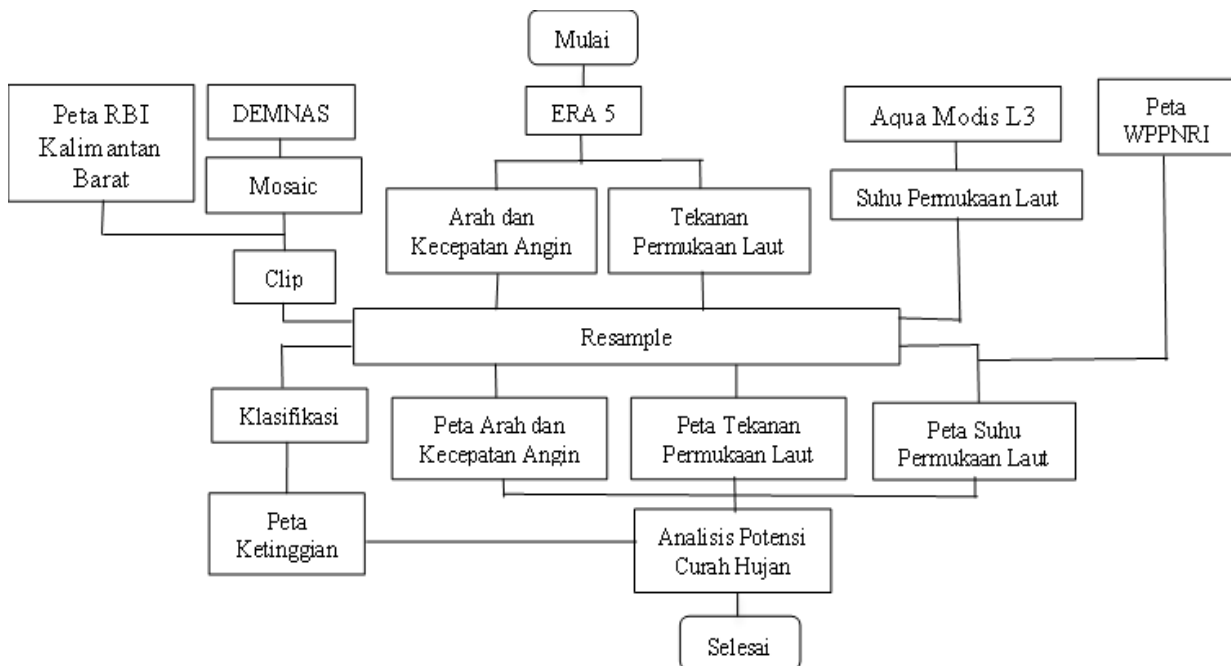 Mulai
Peta RBI
Kalimantan
Barat
DEMNAS
ERA 5
Aqua Modis L3
Peta
WPPNRI
Mosaic
Arah dan
Kecepatan Angin
Tekanan
Permukaan Laut
Suhu Permukaan Laut
Clip
Resample
Klasifikasi
Peta Arah dan
Kecepatan Angin
Peta Tekanan
Permukaan Laut
Peta Suhu
Permukaan Laut
Peta
Ketinggian
Analisis Potensi
Curah Hujan
Selesai